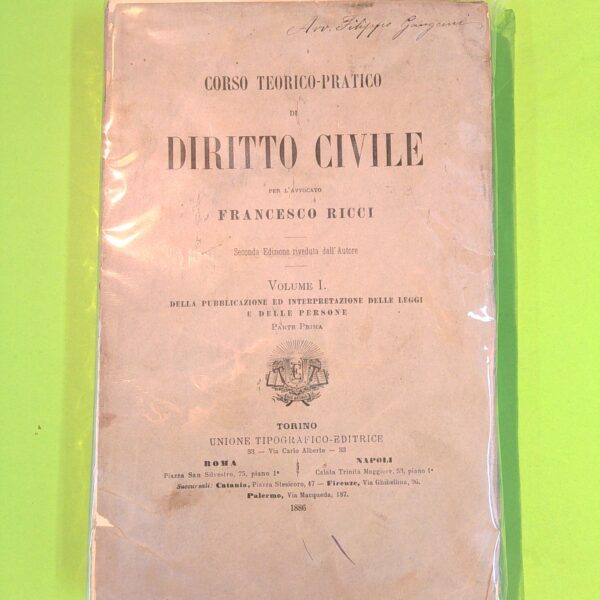 Avv. Filippo
CORSO TEORICO-PRATICO
DI
DIRITTO CIVILE
PER L'AVVOCATO
FRANCESCO RICCI
Seconda Edizione riveduta dall'Autore
VOLUME I.
DELLA PUBBLICAZIONE ED INTERPRETAZIONE DELLE LEGGI
E DELLE PERSONE
PARTE PRIMA
TORINO
UNIONE TIPOGRAFICO-EDITRICE
33 — Via Carlo Alberto — 33
ROMA
Piazza San Silvestro, 75, piano 1°
NAPOLI
Calata Trinità Maggiore, 53, piano 1°
Succursali: Catania, Piazza Stesicoro, 47 — Firenze, Via Ghibellina, 96.
Palermo, Via Macqueda, 187.
1886